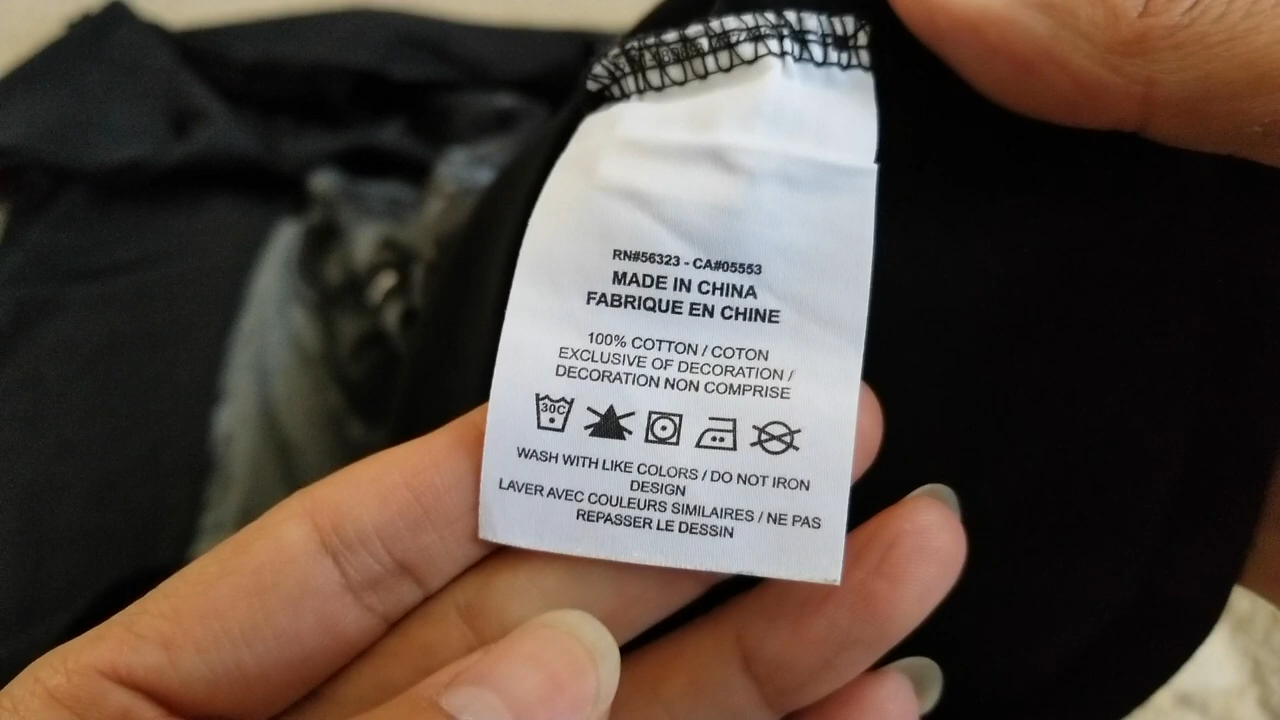 RN#56323 - CA#05553
MADE IN CHINA
FABRIQUE EN CHINE
100% COTTON / COTON
EXCLUSIVE OF DECORATION /
DECORATION NON COMPRISE
30C
WASH WITH LIKE COLORS / DO NOT IRON
DESIGN
LAVER AVEC COULEURS SIMILAIRES / NE PAS
REPASSER LE DESSIN